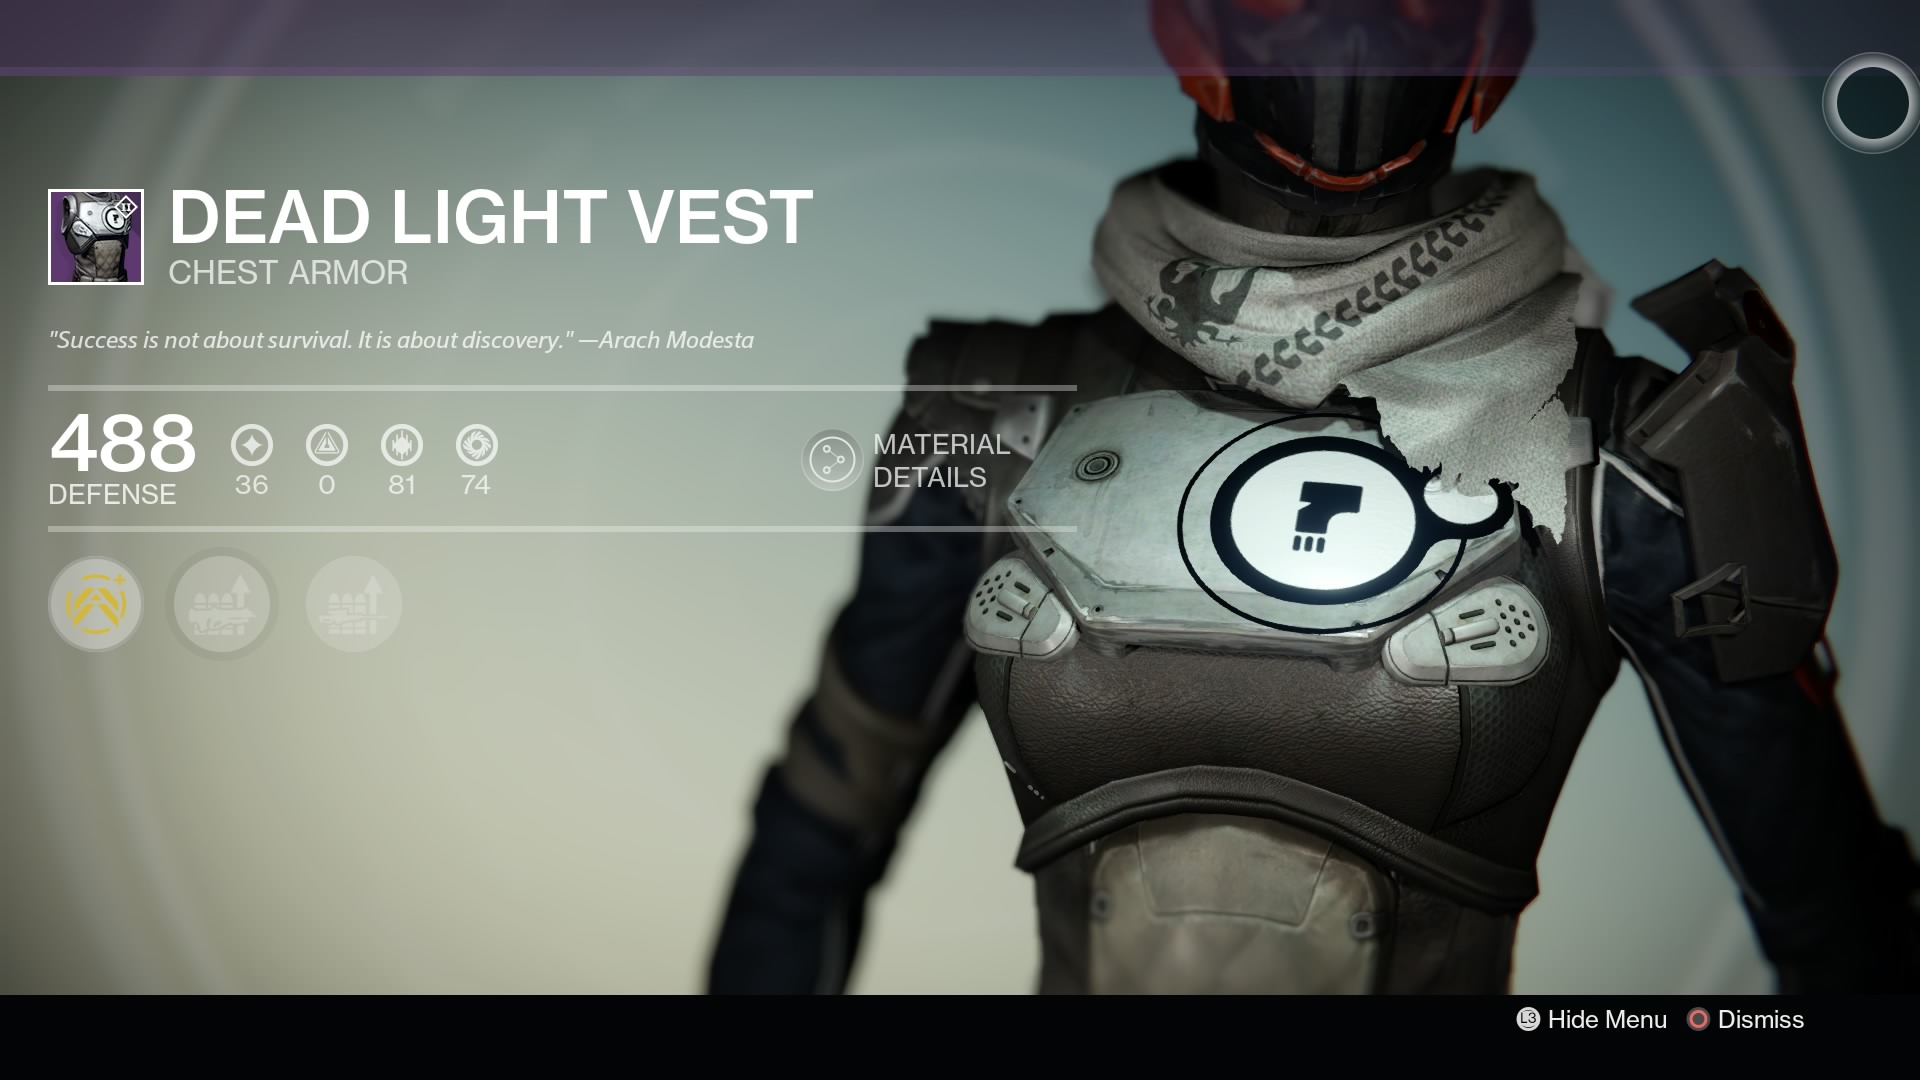 DEAD LIGHT VEST
CHEST ARMOR
"Success is not about survival. It is about discovery." —Arach Modesta
488
DEFENSE
36 0 81 74
MATERIAL
DETAILS
L3 Hide Menu Dismiss